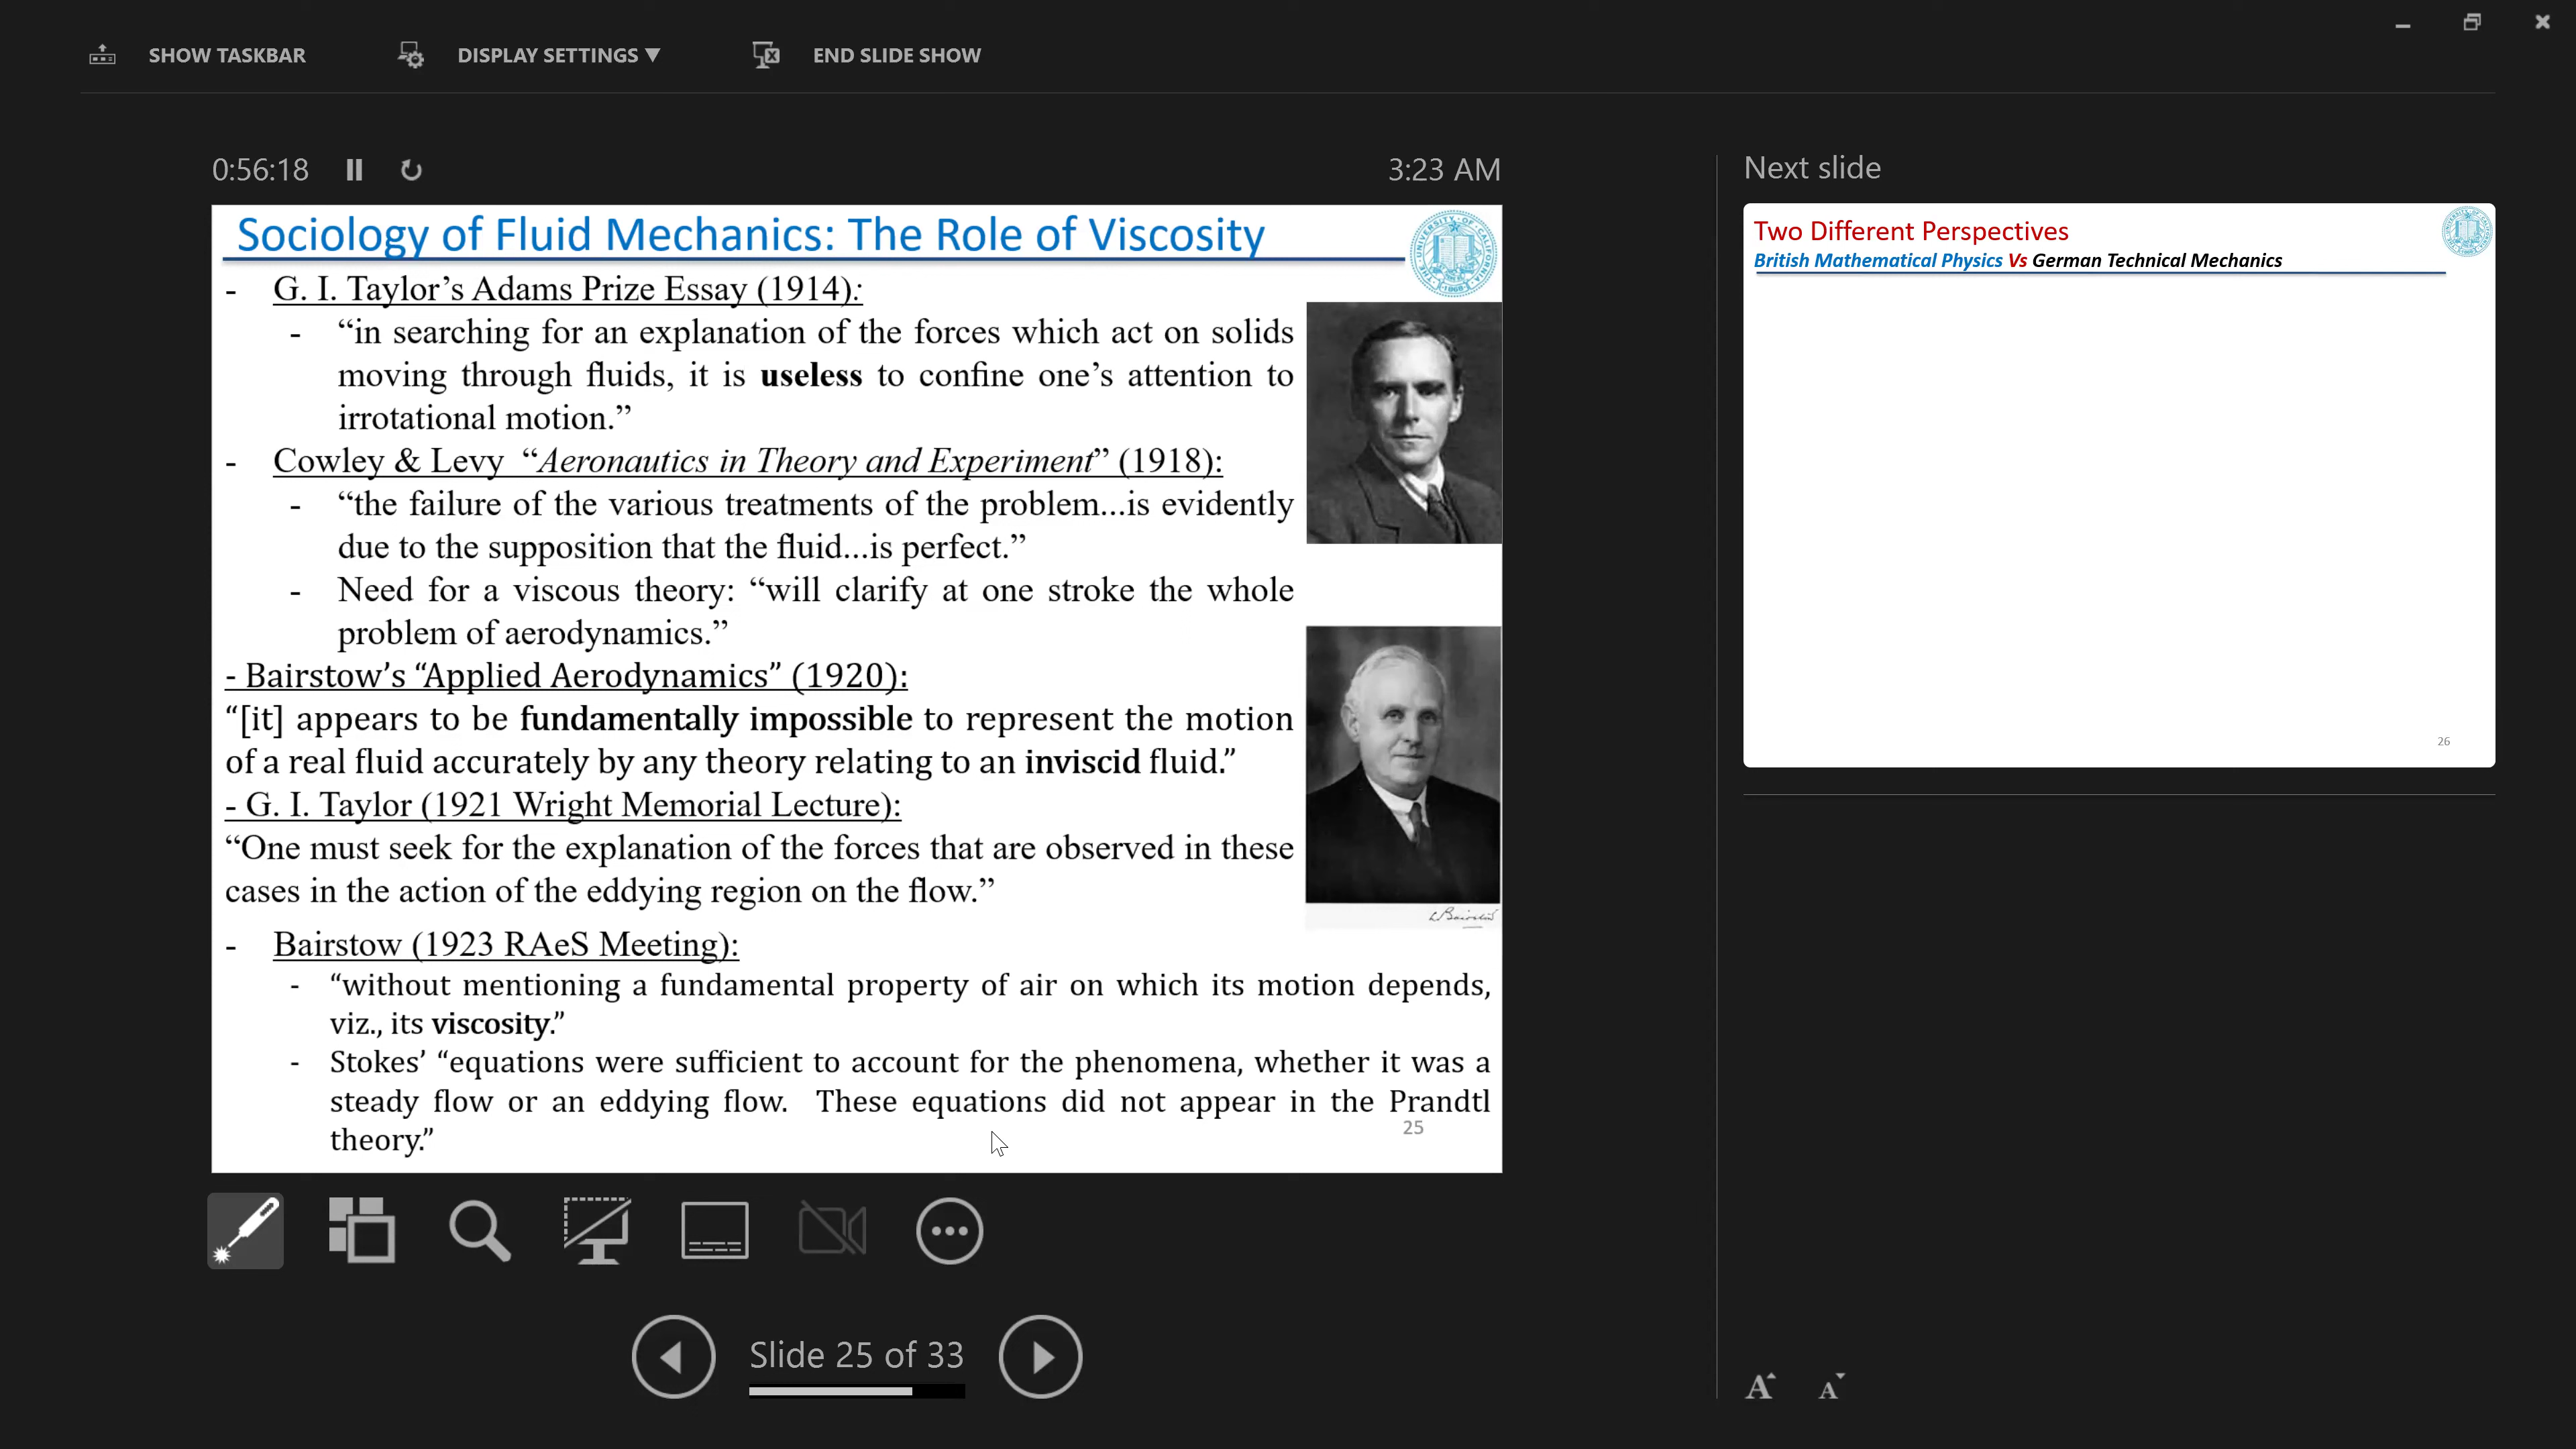 SHOW TASKBAR
DISPLAY SETTINGS ▼
END SLIDE SHOW
0:56:18
3:23 AM
Sociology of Fluid Mechanics: The Role of Viscosity
- G. I. Taylor’s Adams Prize Essay (1914):
- “in searching for an explanation of the forces which act on solids
moving through fluids, it is useless to confine one’s attention to
irrotational motion.”
- Cowley & Levy “Aeronautics in Theory and Experiment” (1918):
- “the failure of the various treatments of the problem...is evidently
due to the supposition that the fluid...is perfect.”
- Need for a viscous theory: “will clarify at one stroke the whole
problem of aerodynamics.”
- Bairstow’s “Applied Aerodynamics” (1920):
“[it] appears to be fundamentally impossible to represent the motion
of a real fluid accurately by any theory relating to an inviscid fluid.”
- G. I. Taylor (1921 Wright Memorial Lecture):
“One must seek for the explanation of the forces that are observed in these
cases in the action of the eddying region on the flow.”
- Bairstow (1923 RAeS Meeting):
- “without mentioning a fundamental property of air on which its motion depends,
viz., its viscosity.”
- Stokes’ “equations were sufficient to account for the phenomena, whether it was a
steady flow or an eddying flow. These equations did not appear in the Prandtl
theory.”
25
Slide 25 of 33
Next slide
Two Different Perspectives
British Mathematical Physics Vs German Technical Mechanics
26
A A